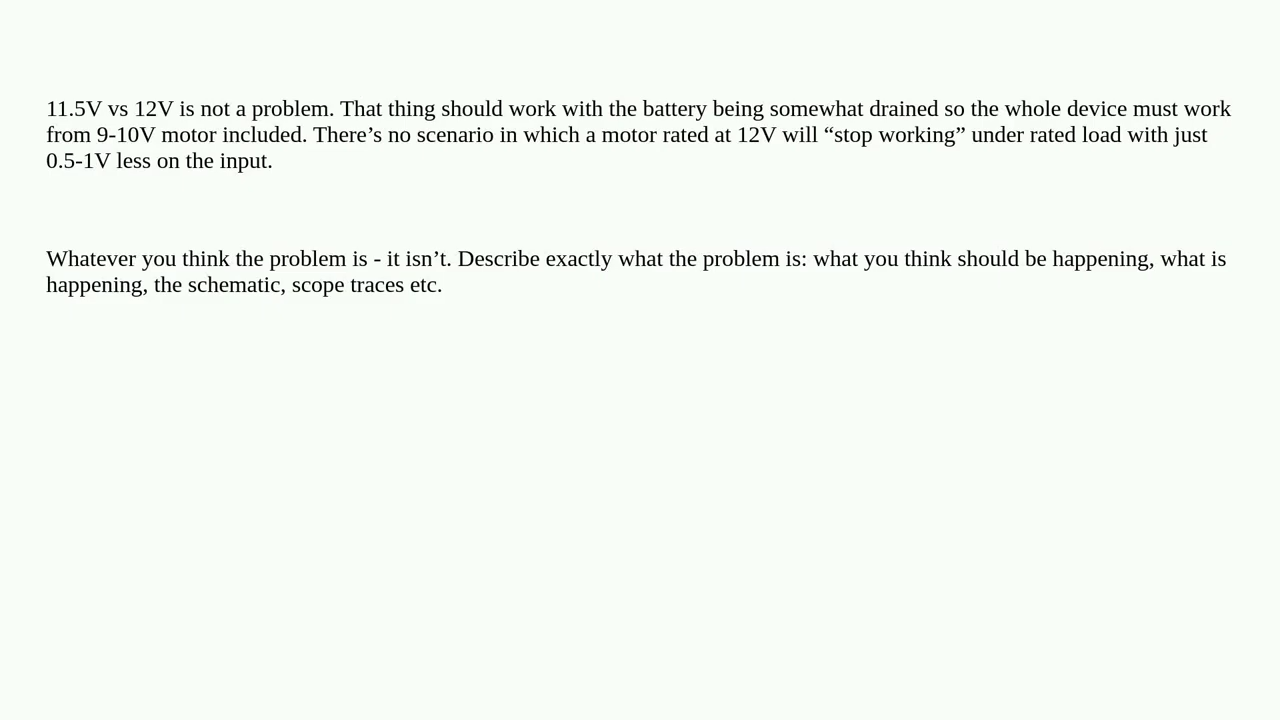 11.5V vs 12V is not a problem. That thing should work with the battery being somewhat drained so the whole device must work
from 9-10V motor included. There’s no scenario in which a motor rated at 12V will “stop working” under rated load with just
0.5-1V less on the input.
Whatever you think the problem is - it isn’t. Describe exactly what the problem is: what you think should be happening, what is
happening, the schematic, scope traces etc.